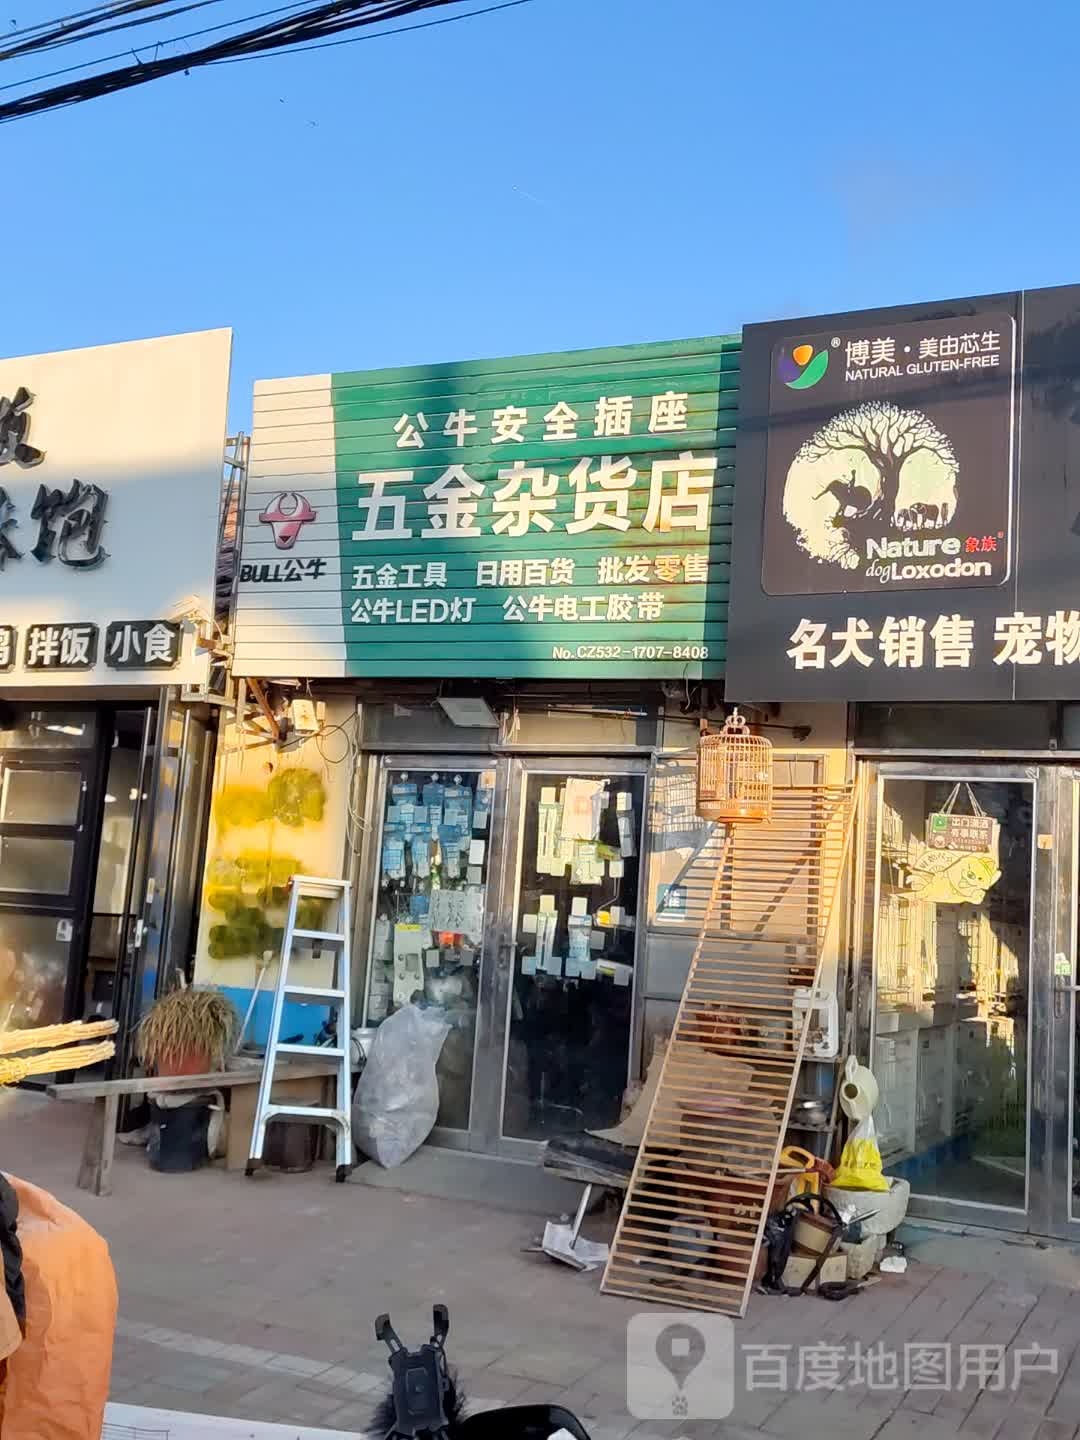 饱
拌饭 小食
公牛安全插座
五金杂货店
BULL公牛
五金工具 日用百货 批发零售
公牛LED灯 公牛电工胶带
No.CZ532-1707-8408
博美·美由芯生
NATURAL GLUTEN-FREE
Nature 象族
dog Loxodon
名犬销售 宠物
百度地图用户